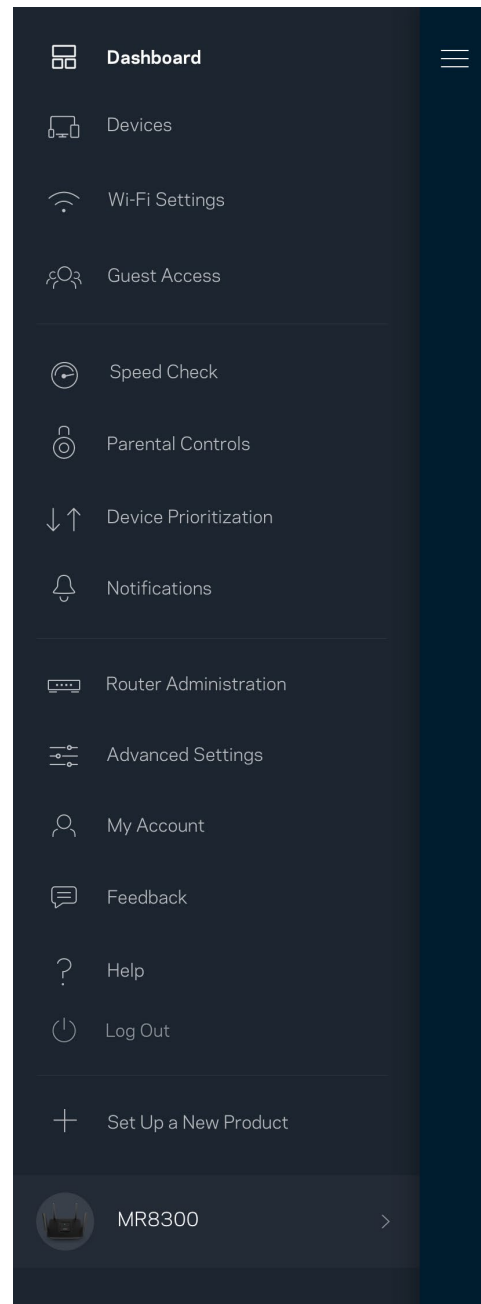 Dashboard
Devices
Wi-Fi Settings
Guest Access
Speed Check
Parental Controls
Device Prioritization
Notifications
Router Administration
Advanced Settings
My Account
Feedback
Help
Log Out
Set Up a New Product
MR8300